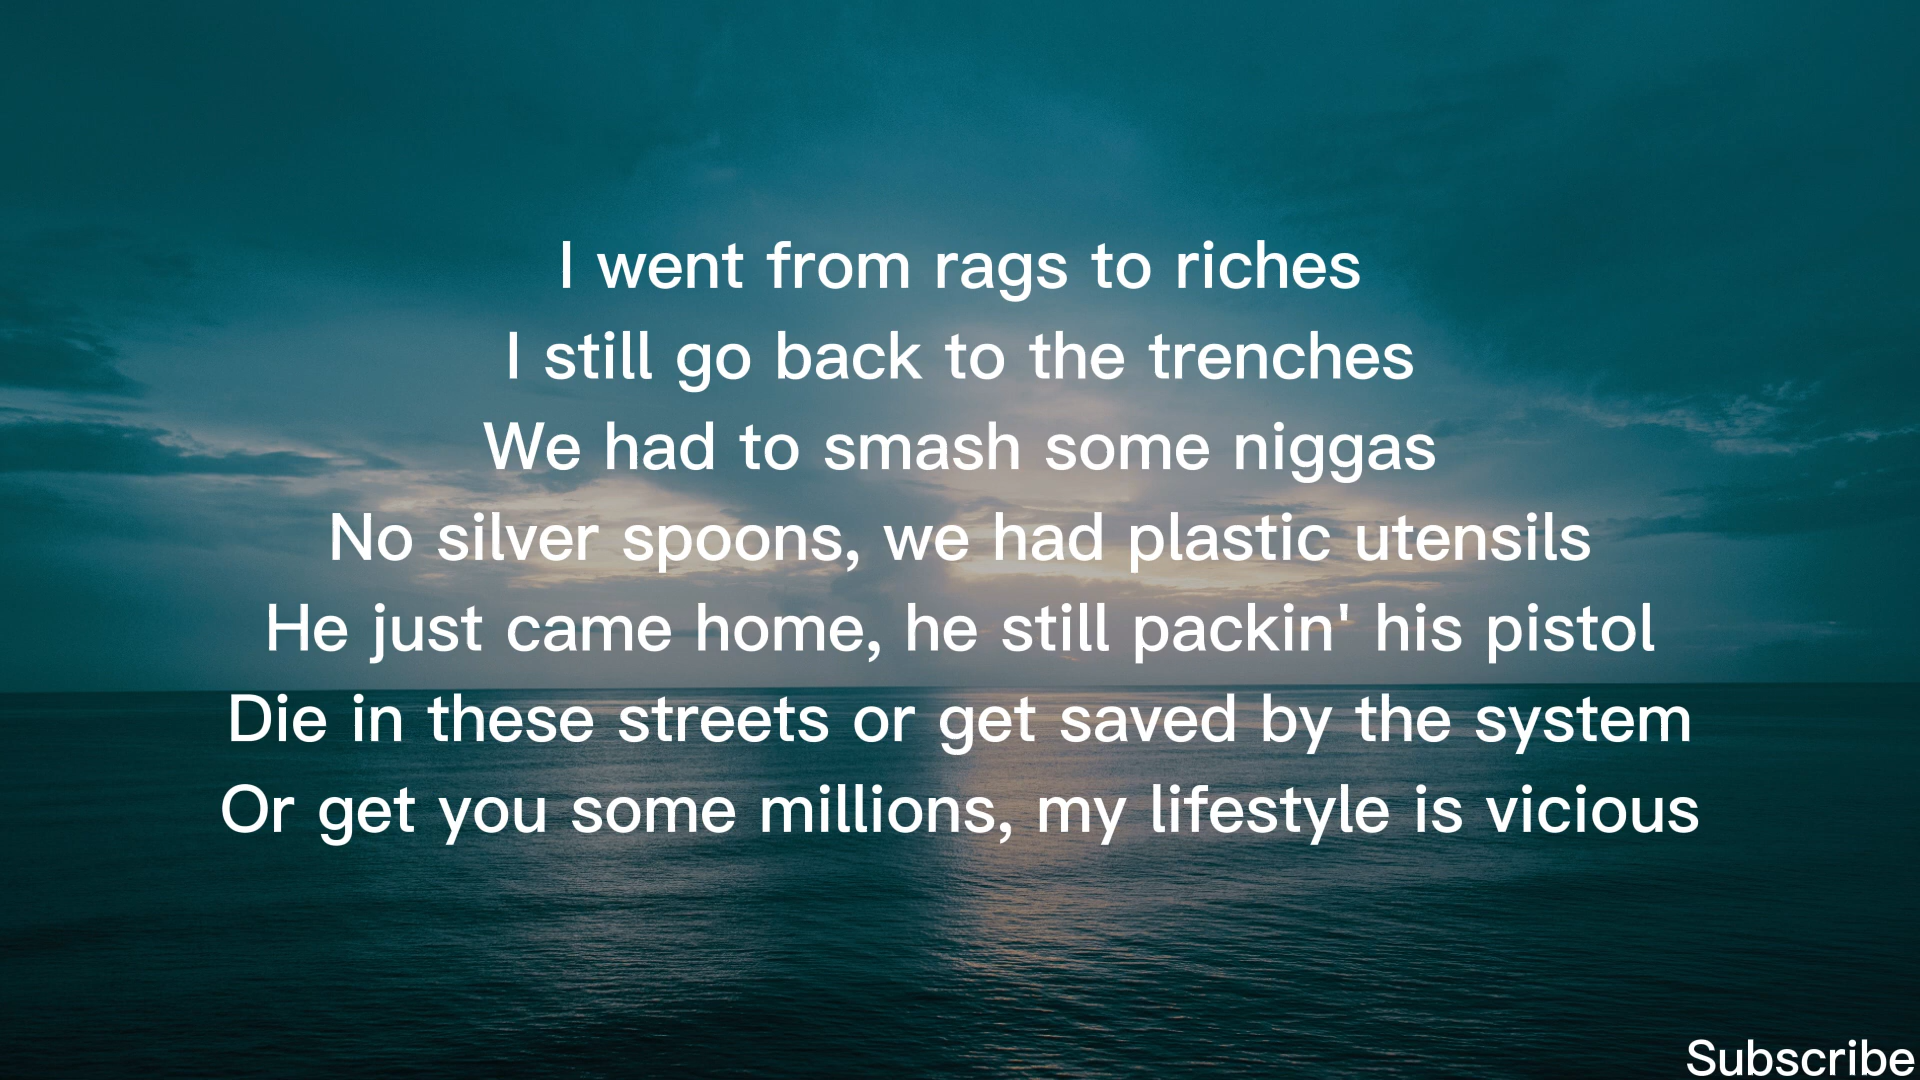 I went from rags to riches
I still go back to the trenches
We had to smash some niggas
No silver spoons, we had plastic utensils
He just came home, he still packin' his pistol
Die in these streets or get saved by the system
Or get you some millions, my lifestyle is vicious
Subscribe